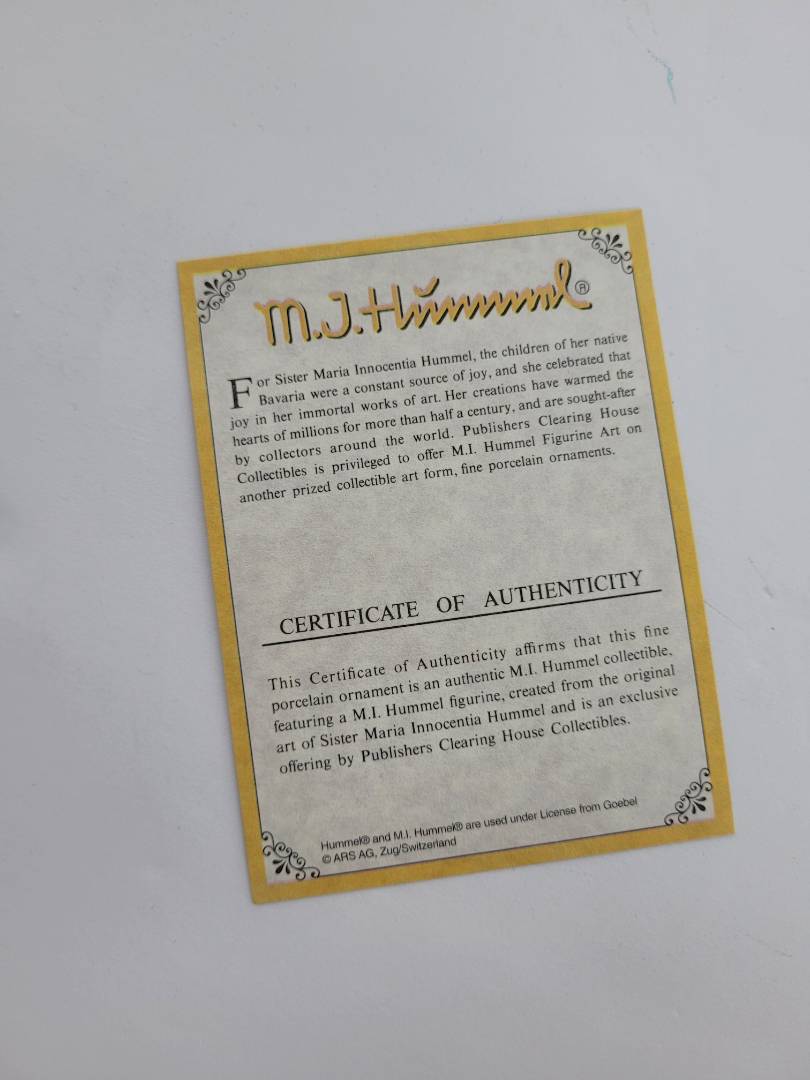 M.J. Hŭmmel®
For Sister Maria Innocentia Hummel, the children of her native
Bavaria were a constant source of joy, and she celebrated that
joy in her immortal works of art. Her creations have warmed the
hearts of millions for more than half a century, and are sought-after
by collectors around the world. Publishers Clearing House
Collectibles is privileged to offer M.I. Hummel Figurine Art on
another prized collectible art form, fine porcelain ornaments.
CERTIFICATE OF AUTHENTICITY
This Certificate of Authenticity affirms that this fine
porcelain ornament is an authentic M.I. Hummel collectible,
featuring a M.I. Hummel figurine, created from the original
art of Sister Maria Innocentia Hummel and is an exclusive
offering by Publishers Clearing House Collectibles.
Hummel® and M.I. Hummel® are used under License from Goebel
© ARS AG, Zug/Switzerland